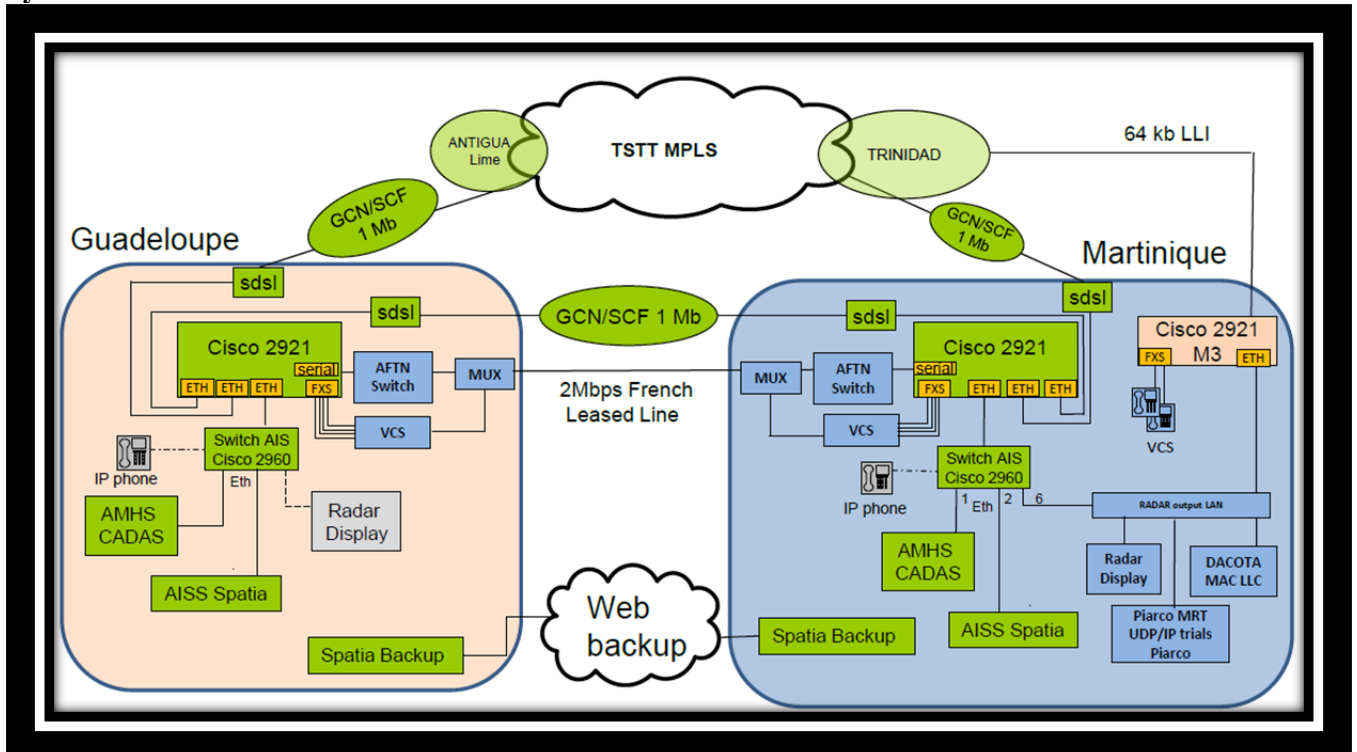 TSTT MPLS
ANTIGUA
Lime
TRINIDAD
64 kb LLI
GCN/SCF
1 Mb
GCN/SCF
1 Mb
Guadeloupe
Martinique
sdsl
sdsl
GCN/SCF 1 Mb
sdsl
sdsl
Cisco 2921
serial
ETH
ETH
ETH
FXS
AFTN
Switch
MUX
VCS
2Mbps French
Leased Line
MUX
AFTN
Switch
VCS
Cisco 2921
serial
FXS
ETH
ETH
ETH
Cisco 2921
M3
FXS
ETH
VCS
Switch AIS
Cisco 2960
IP phone
Eth
AMHS
CADAS
Radar
Display
AISS Spatia
Spatia Backup
Web
backup
Spatia Backup
Switch AIS
Cisco 2960
IP phone
1
Eth
2
6
AMHS
CADAS
AISS Spatia
RADAR output LAN
Radar
Display
DACOTA
MAC LLC
Piarco MRT
UDP/IP trials
Piarco